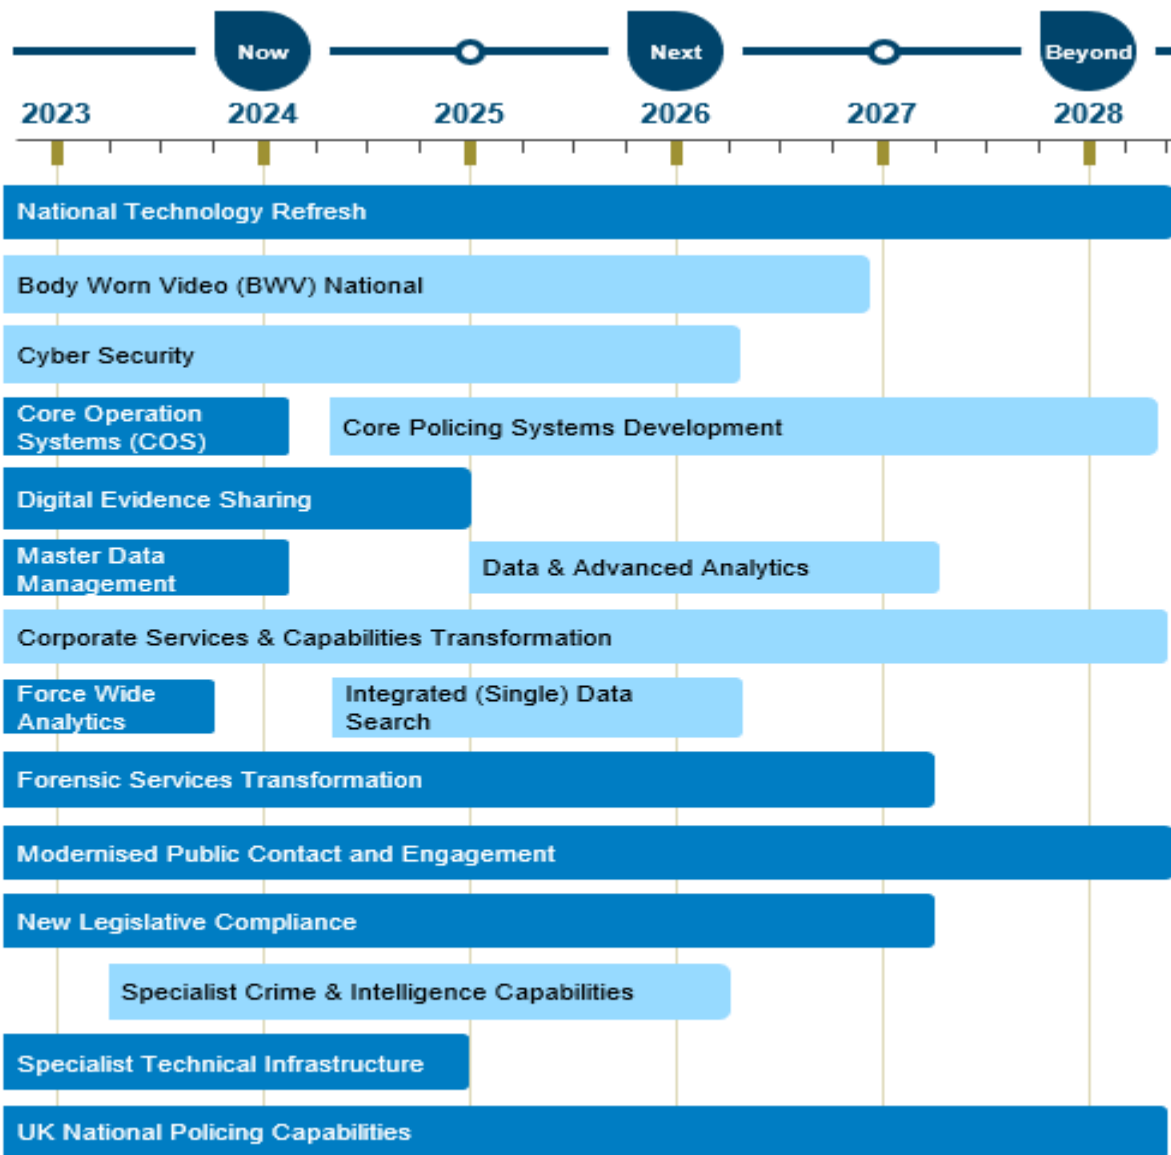 Now Next Beyond
2023 2024 2025 2026 2027 2028
National Technology Refresh
Body Worn Video (BWV) National
Cyber Security
Core Operation
Systems (COS)
Core Policing Systems Development
Digital Evidence Sharing
Master Data
Management
Data & Advanced Analytics
Corporate Services & Capabilities Transformation
Force Wide
Analytics
Integrated (Single) Data
Search
Forensic Services Transformation
Modernised Public Contact and Engagement
New Legislative Compliance
Specialist Crime & Intelligence Capabilities
Specialist Technical Infrastructure
UK National Policing Capabilities